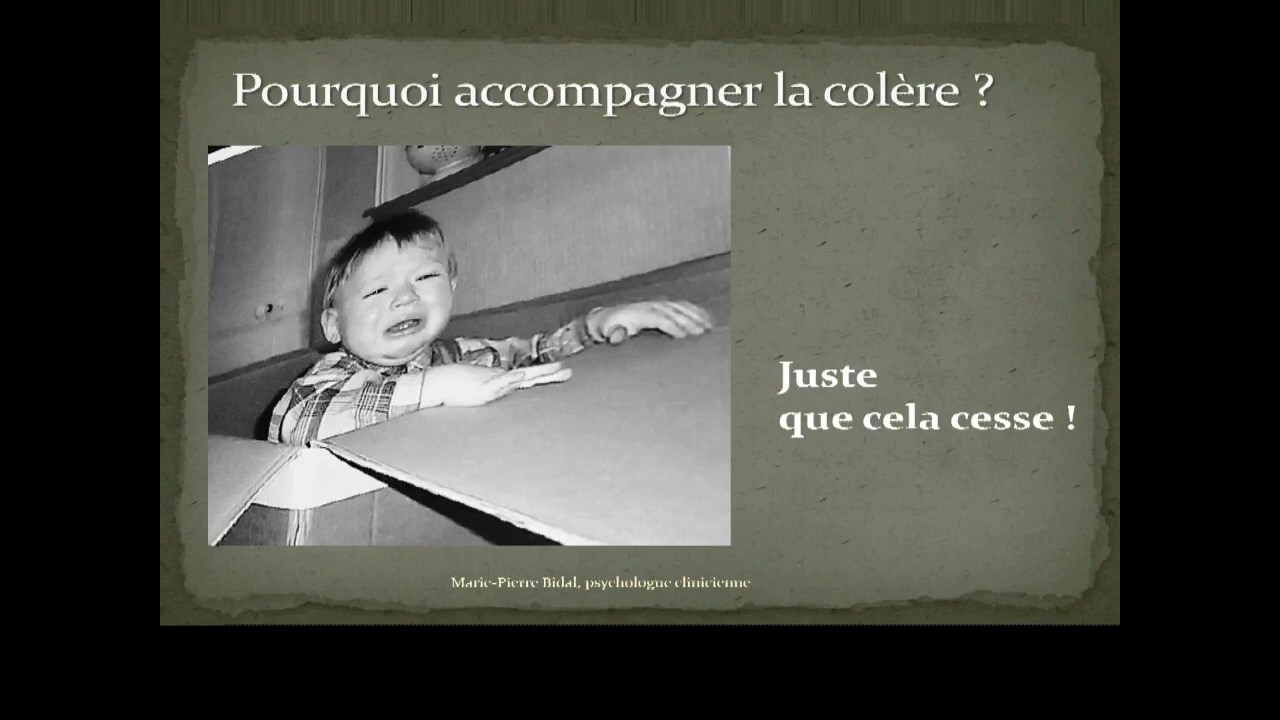 Pourquoi accompagner la colère ?
Juste
que cela cesse !
Marie-Pierre Bidal, psychologue clinicienne